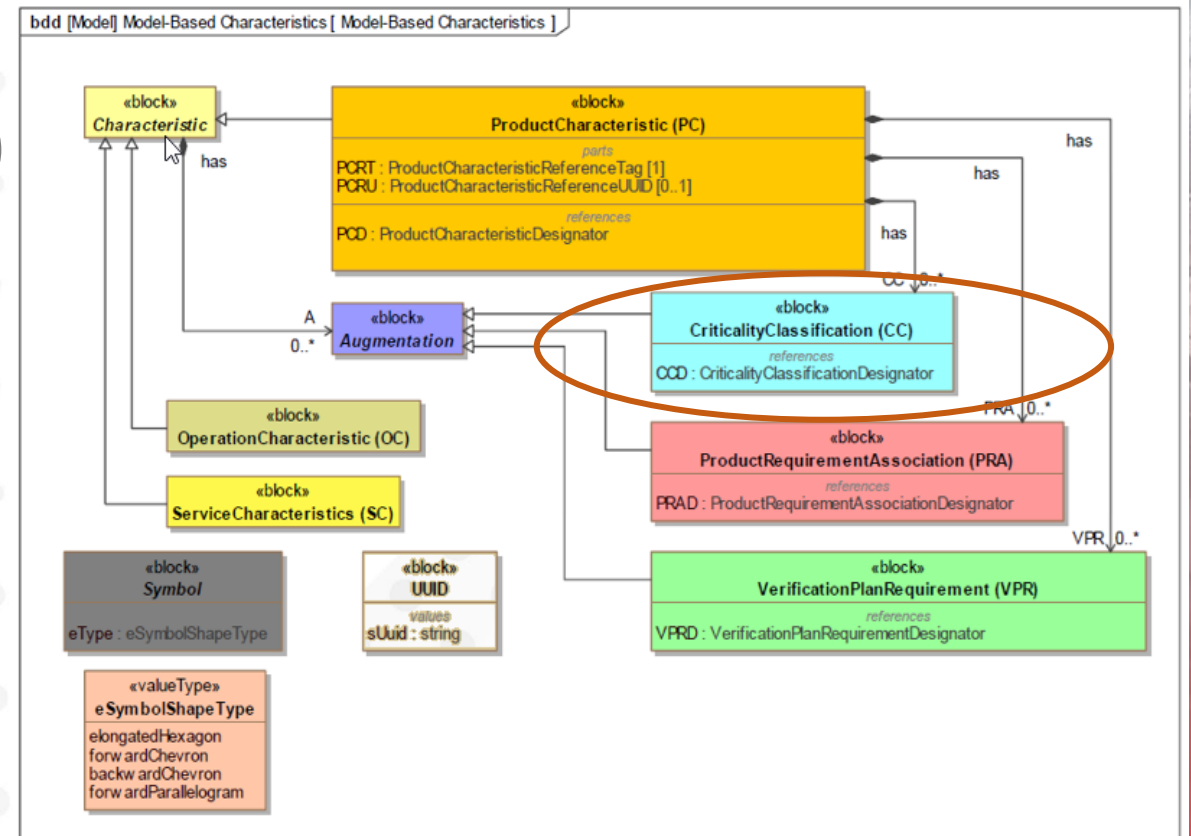 bdd [Model] Model-Based Characteristics [ Model-Based Characteristics ]
«block»
Characteristic
has
«block»
ProductCharacteristic (PC)
parts
PCRT : ProductCharacteristicReferenceTag [1]
PCRU : ProductCharacteristicReferenceUUID [0..1]
references
PCD : ProductCharacteristicDesignator
has
has
has
CC 0..*
A
0..*
«block»
Augmentation
«block»
CriticalityClassification (CC)
references
CCD : CriticalityClassificationDesignator
«block»
OperationCharacteristic (OC)
PRA 0..*
«block»
ProductRequirementAssociation (PRA)
references
PRAD : ProductRequirementAssociationDesignator
«block»
ServiceCharacteristics (SC)
VPR 0..*
«block»
VerificationPlanRequirement (VPR)
references
VPRD : VerificationPlanRequirementDesignator
«block»
Symbol
eType : eSymbolShapeType
«block»
UUID
values
sUuid : string
«valueType»
eSymbolShapeType
elongatedHexagon
forwardChevron
backwardChevron
forwardParallelogram